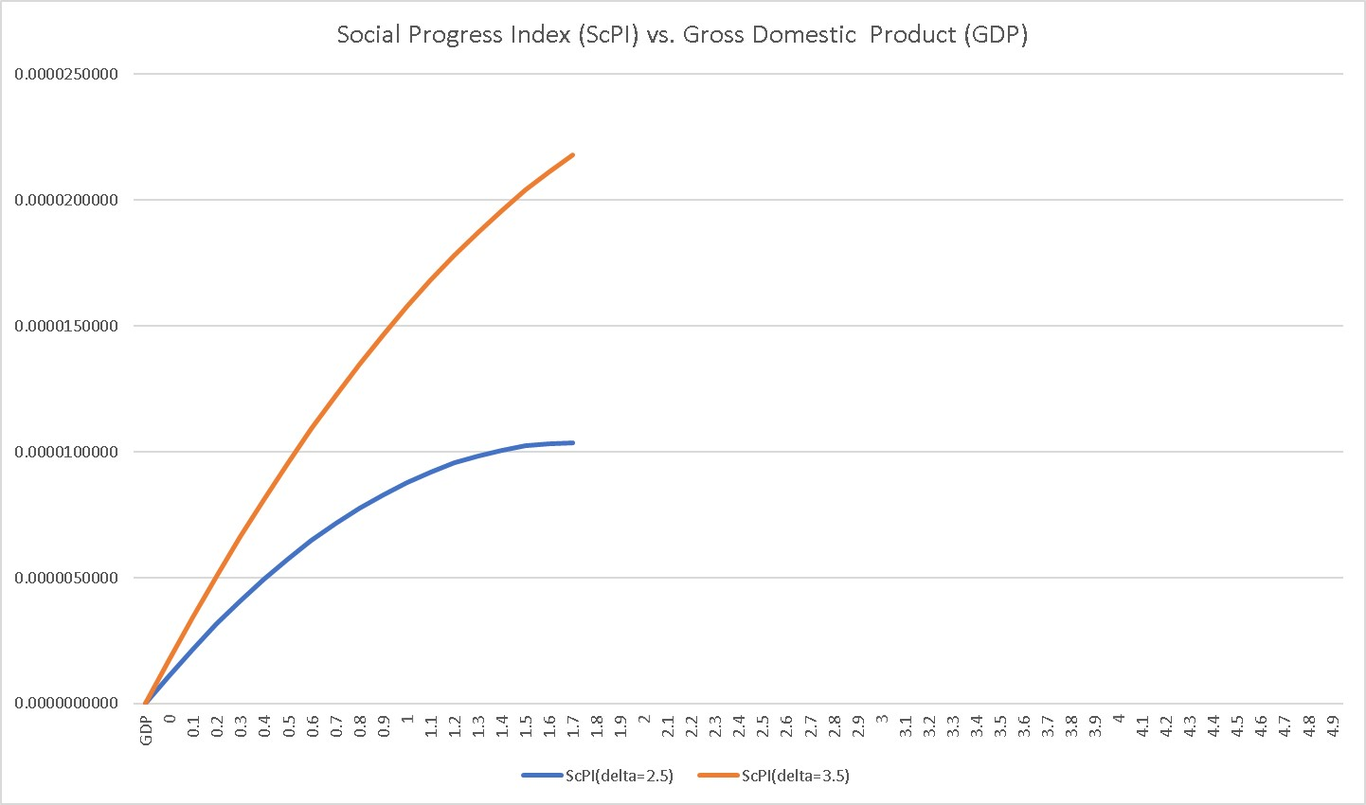 Social Progress Index (ScPI) vs. Gross Domestic Product (GDP)
0.0000250000
0.0000200000
0.0000150000
0.0000100000
0.0000050000
0.0000000000
GDP 0 0.1 0.2 0.3 0.4 0.5 0.6 0.7 0.8 0.9 1 1.1 1.2 1.3 1.4 1.5 1.6 1.7 1.8 1.9 2 2.1 2.2 2.3 2.4 2.5 2.6 2.7 2.8 2.9 3 3.1 3.2 3.3 3.4 3.5 3.6 3.7 3.8 3.9 4 4.1 4.2 4.3 4.4 4.5 4.6 4.7 4.8 4.9
ScPI(delta=2.5) ScPI(delta=3.5)